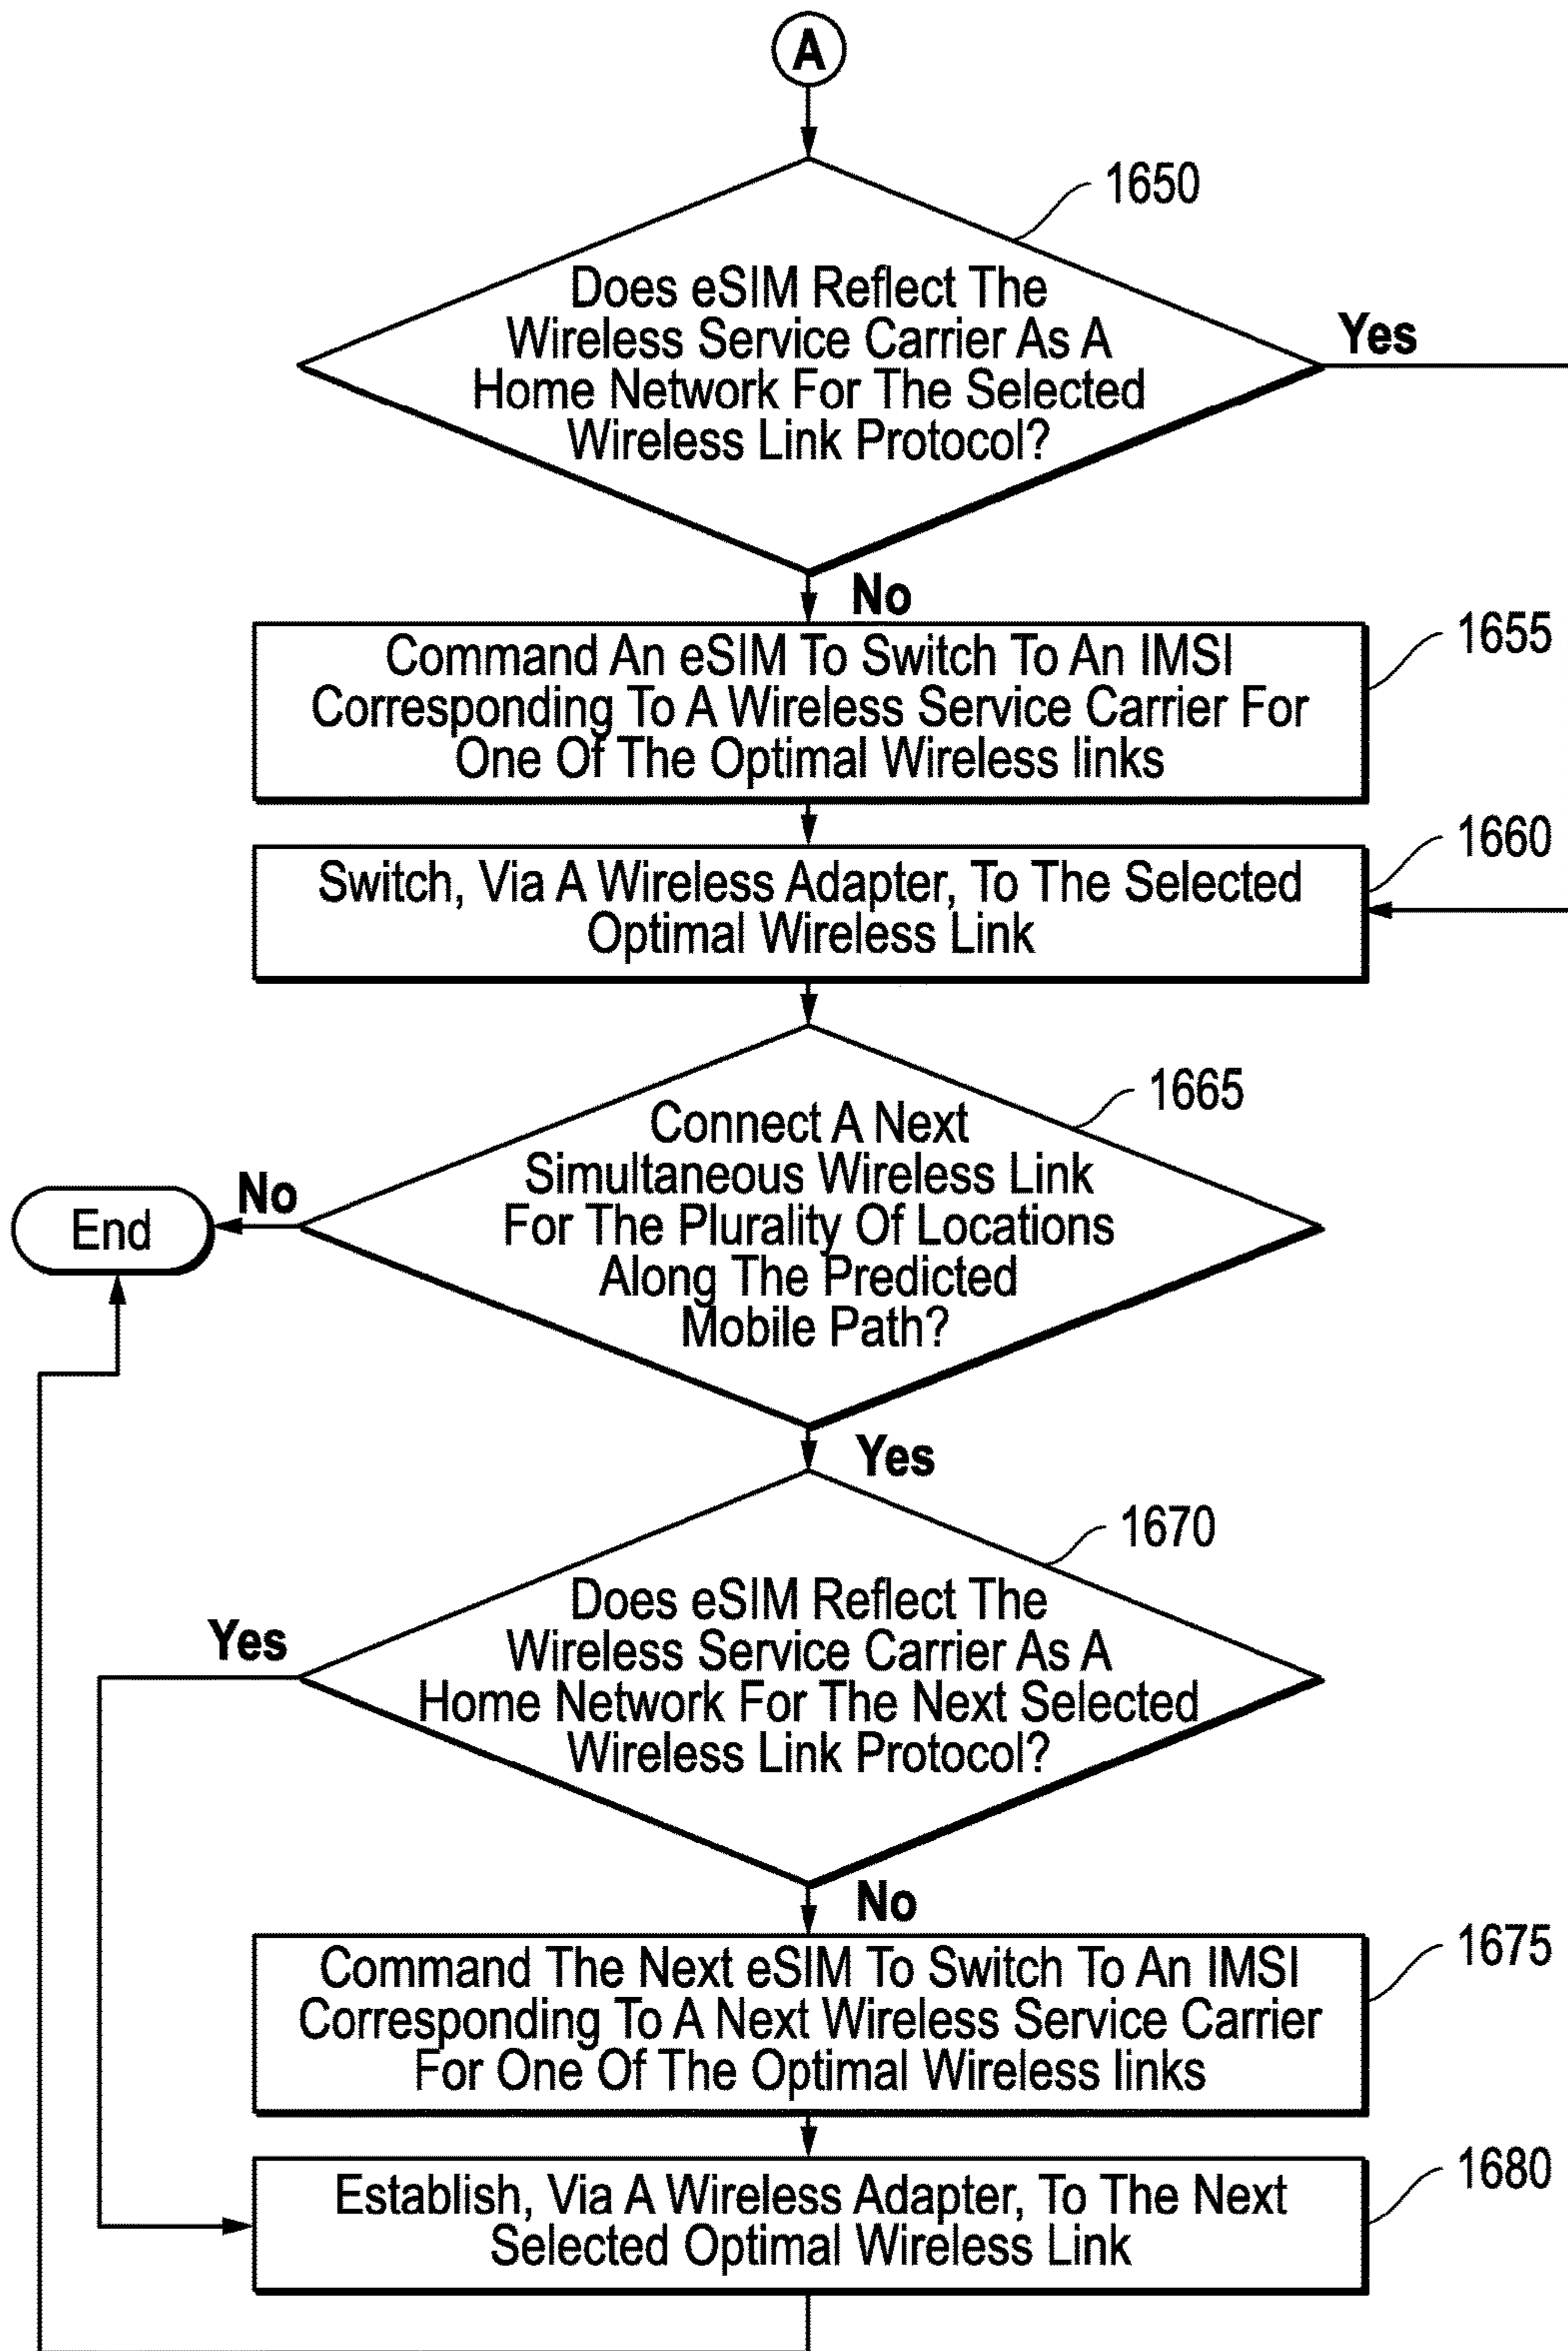 A
1650
Does eSIM Reflect The
Wireless Service Carrier As A
Home Network For The Selected
Wireless Link Protocol?
Yes
No
1655
Command An eSIM To Switch To An IMSI
Corresponding To A Wireless Service Carrier For
One Of The Optimal Wireless links
1660
Switch, Via A Wireless Adapter, To The Selected
Optimal Wireless Link
1665
Connect A Next
Simultaneous Wireless Link
For The Plurality Of Locations
Along The Predicted
Mobile Path?
No
End
Yes
1670
Does eSIM Reflect The
Wireless Service Carrier As A
Home Network For The Next Selected
Wireless Link Protocol?
Yes
No
1675
Command The Next eSIM To Switch To An IMSI
Corresponding To A Next Wireless Service Carrier
For One Of The Optimal Wireless links
1680
Establish, Via A Wireless Adapter, To The Next
Selected Optimal Wireless Link